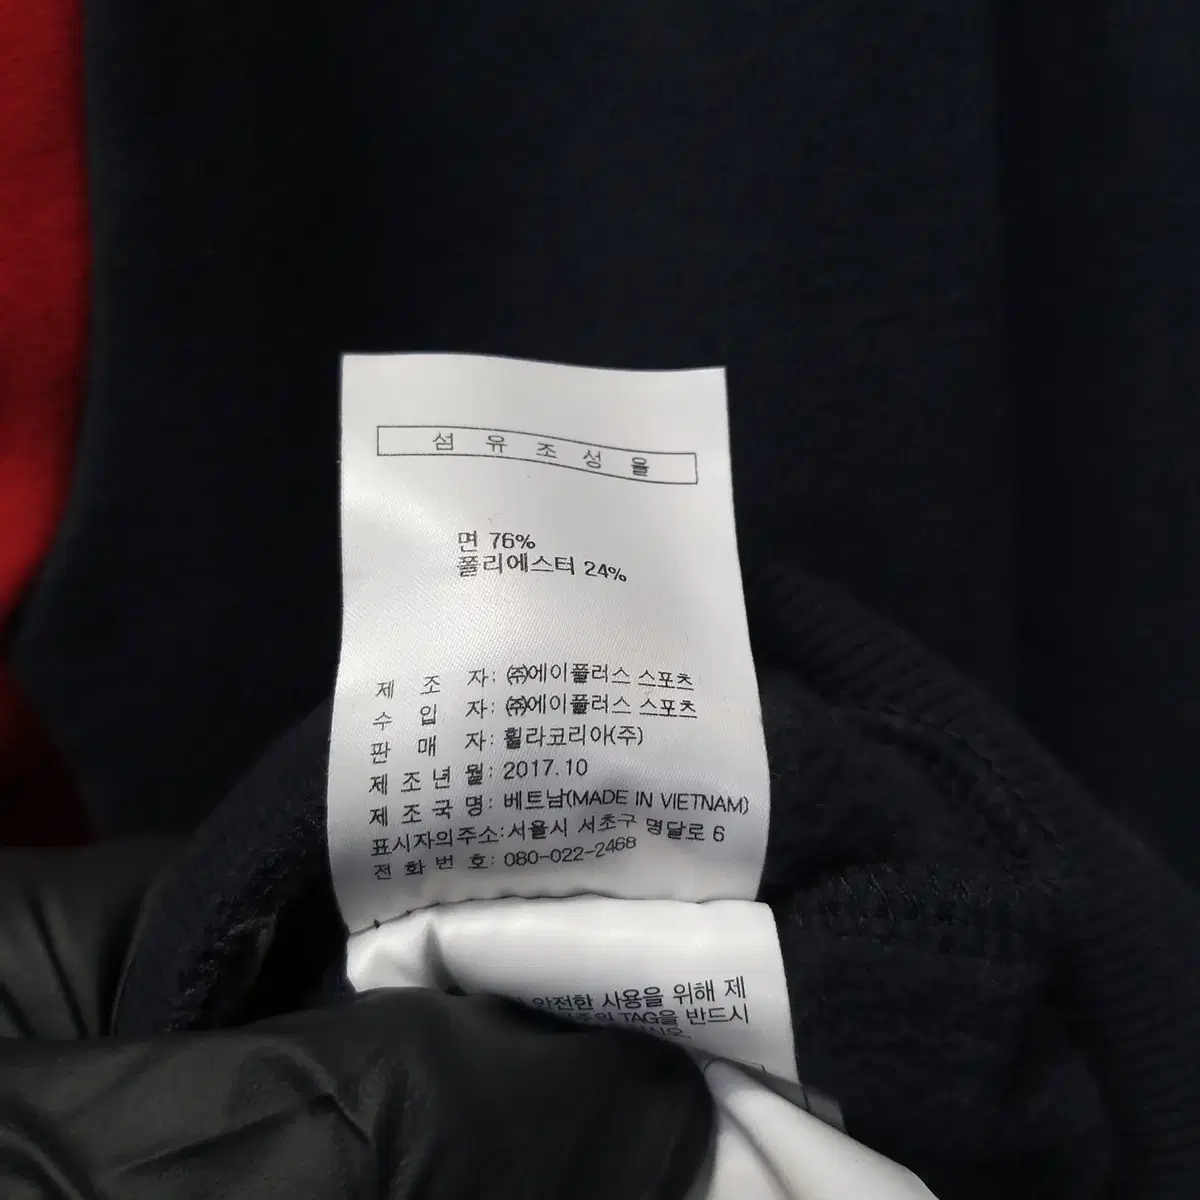 섬 유 조 성 율
면 76%
폴리에스터 24%
제 조 자: ㈜에이플러스 스포츠
수 입 자: ㈜에이플러스 스포츠
판 매 자: 휠라코리아(주)
제 조 년 월: 2017.10
제 조 국 명: 베트남(MADE IN VIETNAM)
표시자의주소:서울시 서초구 명달로 6
전 화 번 호: 080-022-2468
안전한 사용을 위해 제
TAG을 반드시